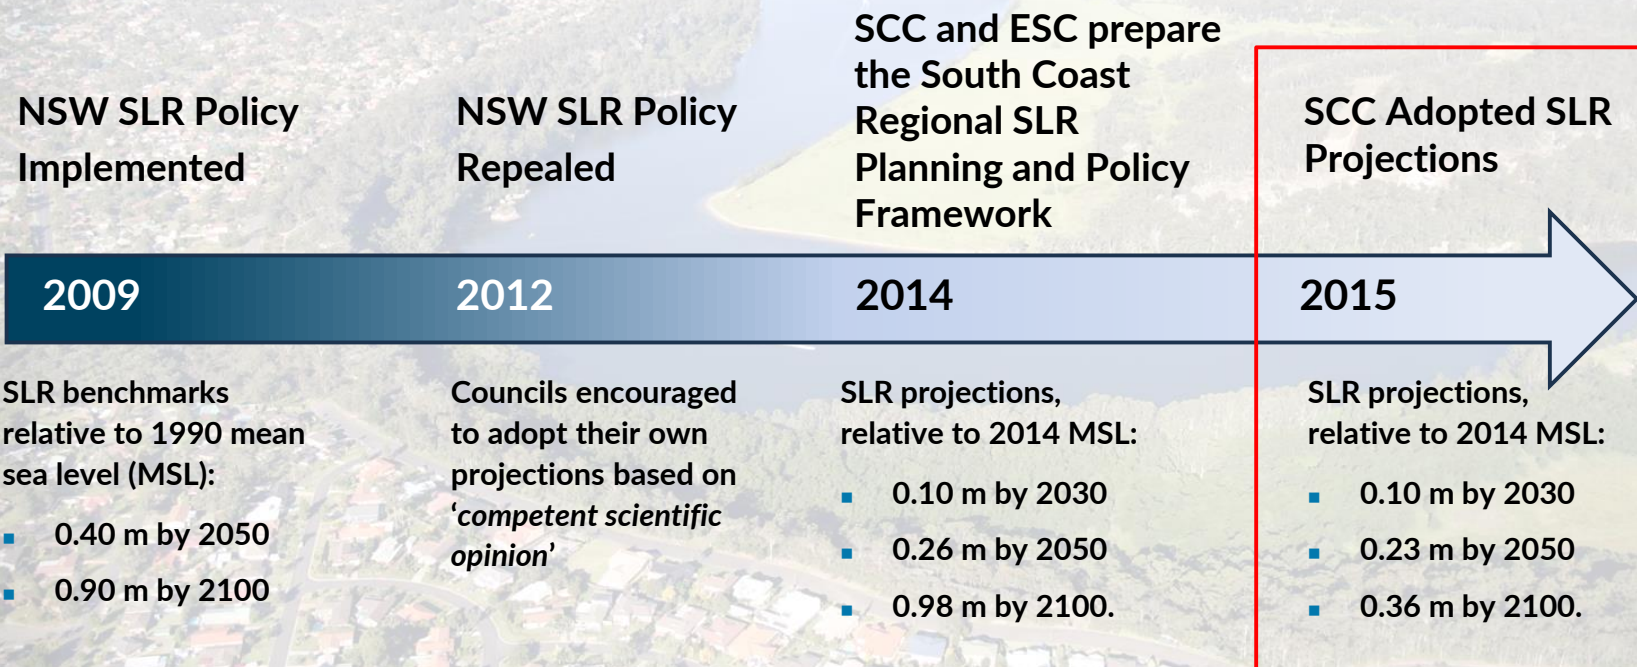 NSW SLR Policy
Implemented
NSW SLR Policy
Repealed
SCC and ESC prepare
the South Coast
Regional SLR
Planning and Policy
Framework
SCC Adopted SLR
Projections
2009
2012
2014
2015
SLR benchmarks
relative to 1990 mean
sea level (MSL):
0.40 m by 2050
0.90 m by 2100
Councils encouraged
to adopt their own
projections based on
‘competent scientific
opinion’
SLR projections,
relative to 2014 MSL:
0.10 m by 2030
0.26 m by 2050
0.98 m by 2100.
SLR projections,
relative to 2014 MSL:
0.10 m by 2030
0.23 m by 2050
0.36 m by 2100.